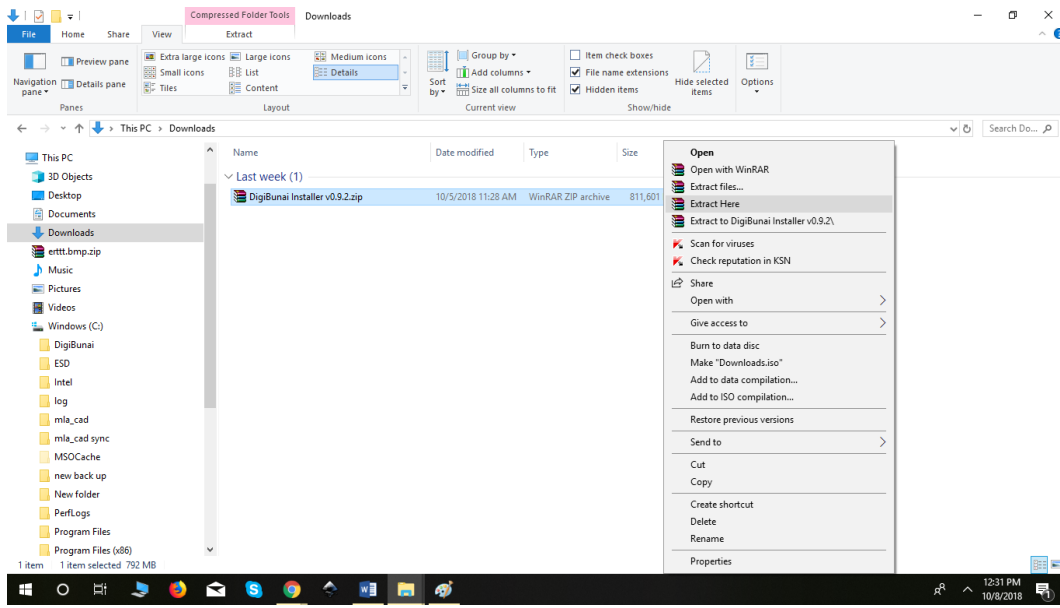 Compressed Folder Tools Downloads
File Home Share View Extract
Preview pane
Navigation pane
Details pane
Panes
Extra large icons Large icons Medium icons
Small icons List Details
Tiles Content
Layout
Sort by
Group by
Add columns
Size all columns to fit
Current view
Item check boxes
File name extensions
Hidden items
Hide selected items
Show/hide
Options
This PC > Downloads
Search Do...
This PC
3D Objects
Desktop
Documents
Downloads
erttt.bmp.zip
Music
Pictures
Videos
Windows (C:)
DigiBunai
ESD
Intel
log
mla_cad
mla_cad sync
MSOCache
new back up
New folder
PerfLogs
Program Files
Program Files (x86)
Name Date modified Type Size
Last week (1)
DigiBunai Installer v0.9.2.zip 10/5/2018 11:28 AM WinRAR ZIP archive 811,601
Open
Open with WinRAR
Extract files...
Extract Here
Extract to DigiBunai Installer v0.9.2\
Scan for viruses
Check reputation in KSN
Share
Open with
Give access to
Burn to data disc
Make "Downloads.iso"
Add to data compilation...
Add to ISO compilation...
Restore previous versions
Send to
Cut
Copy
Create shortcut
Delete
Rename
Properties
1 item 1 item selected 792 MB
12:31 PM
10/8/2018